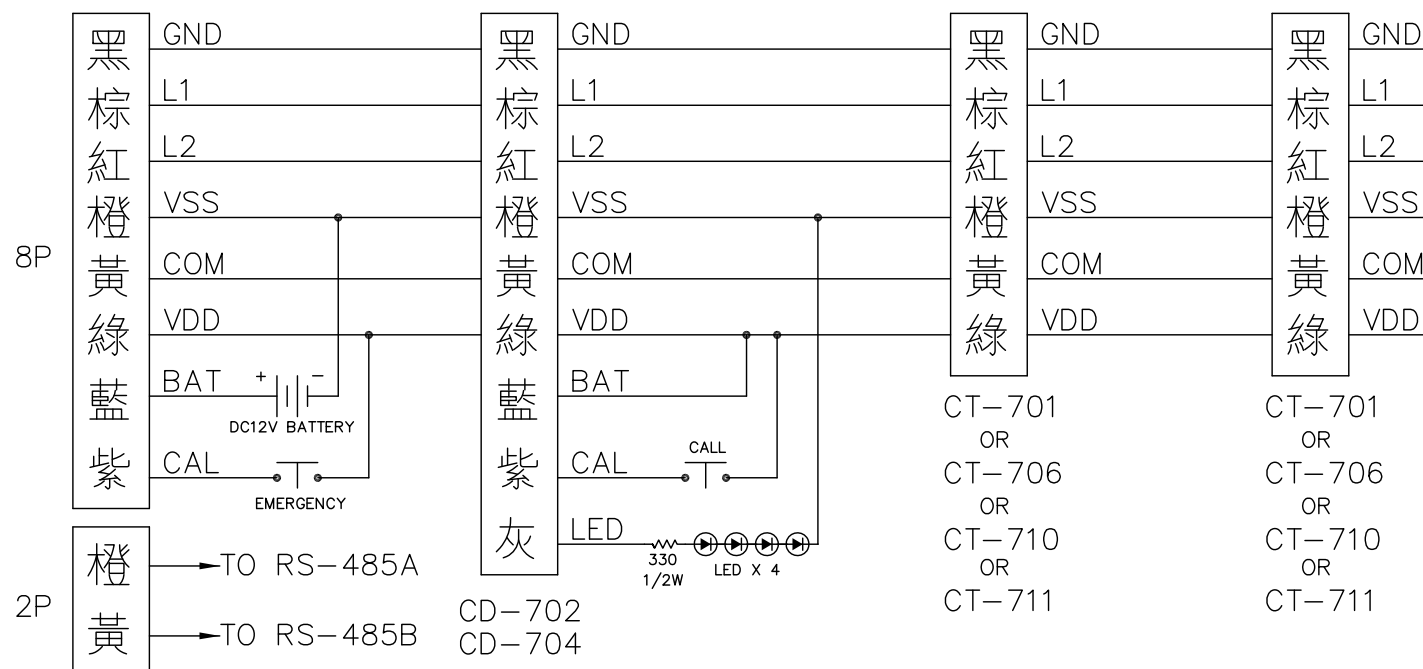 8P
黑 GND
棕 L1
紅 L2
橙 VSS
黃 COM
綠 VDD
藍 BAT
+ −
DC12V BATTERY
紫 CAL
EMERGENCY
2P
橙 TO RS-485A
黃 TO RS-485B
黑 GND
棕 L1
紅 L2
橙 VSS
黃 COM
綠 VDD
藍 BAT
紫 CAL
CALL
灰 LED
330
1/2W
LED X 4
CD-702
CD-704
黑 GND
棕 L1
紅 L2
橙 VSS
黃 COM
綠 VDD
CT-701
OR
CT-706
OR
CT-710
OR
CT-711
黑 GND
棕 L1
紅 L2
橙 VSS
黃 COM
綠 VDD
CT-701
OR
CT-706
OR
CT-710
OR
CT-711